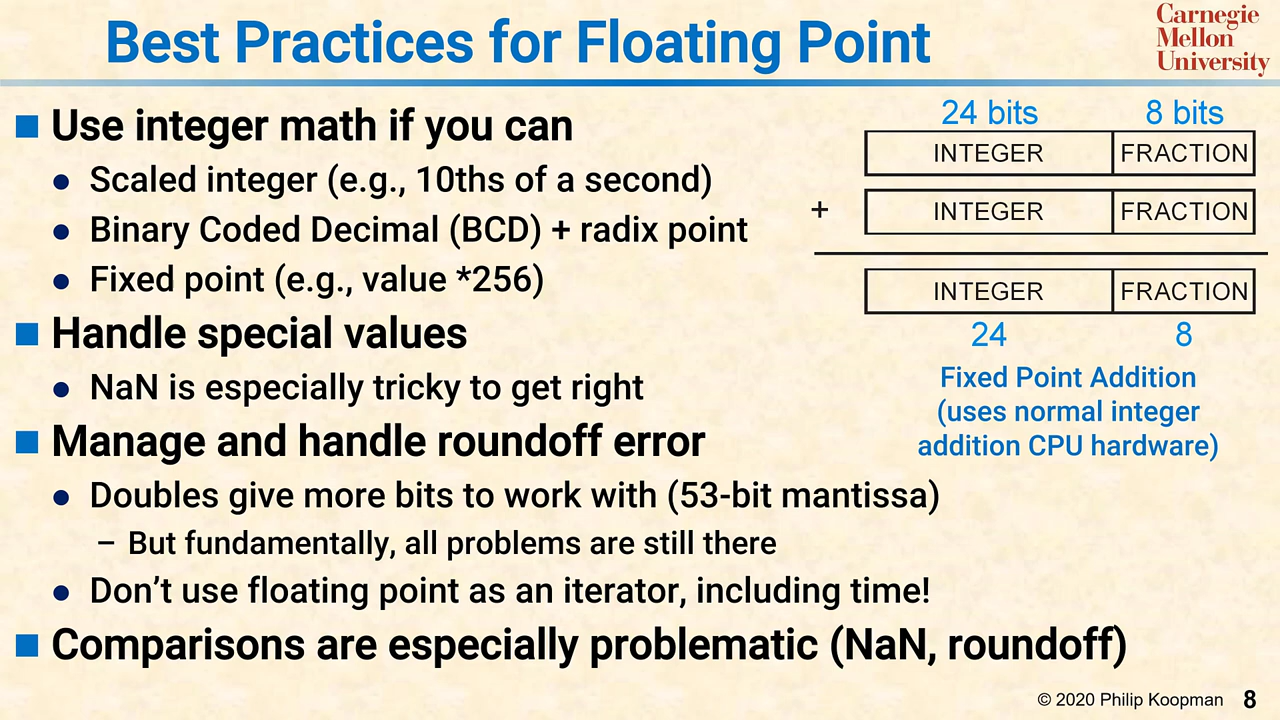 Best Practices for Floating Point
Carnegie
Mellon
University
■ Use integer math if you can
● Scaled integer (e.g., 10ths of a second)
● Binary Coded Decimal (BCD) + radix point
● Fixed point (e.g., value *256)
■ Handle special values
● NaN is especially tricky to get right
■ Manage and handle roundoff error
● Doubles give more bits to work with (53-bit mantissa)
– But fundamentally, all problems are still there
● Don’t use floating point as an iterator, including time!
■ Comparisons are especially problematic (NaN, roundoff)
24 bits 8 bits
INTEGER FRACTION
+ INTEGER FRACTION
INTEGER FRACTION
24 8
Fixed Point Addition
(uses normal integer
addition CPU hardware)
© 2020 Philip Koopman 8